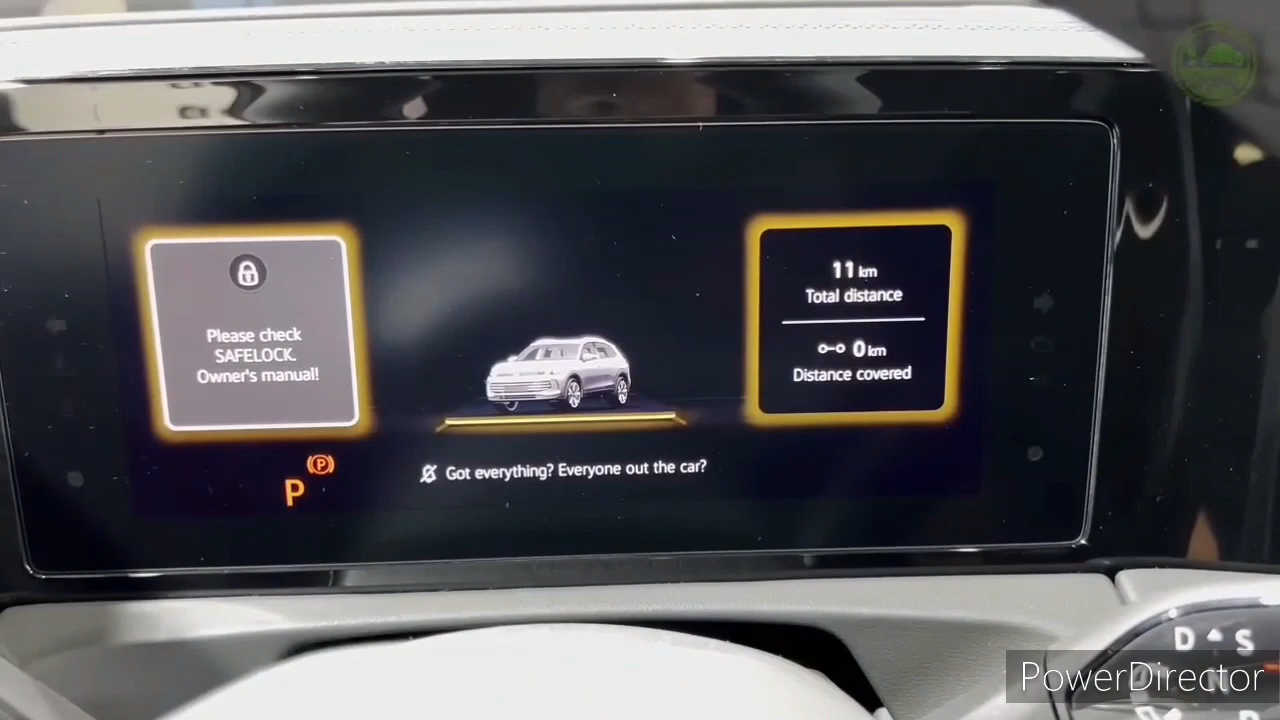 Please check
SAFELOCK.
Owner's manual!
11 km
Total distance
0 km
Distance covered
P
P
Got everything? Everyone out the car?
D S
N
PowerDirector